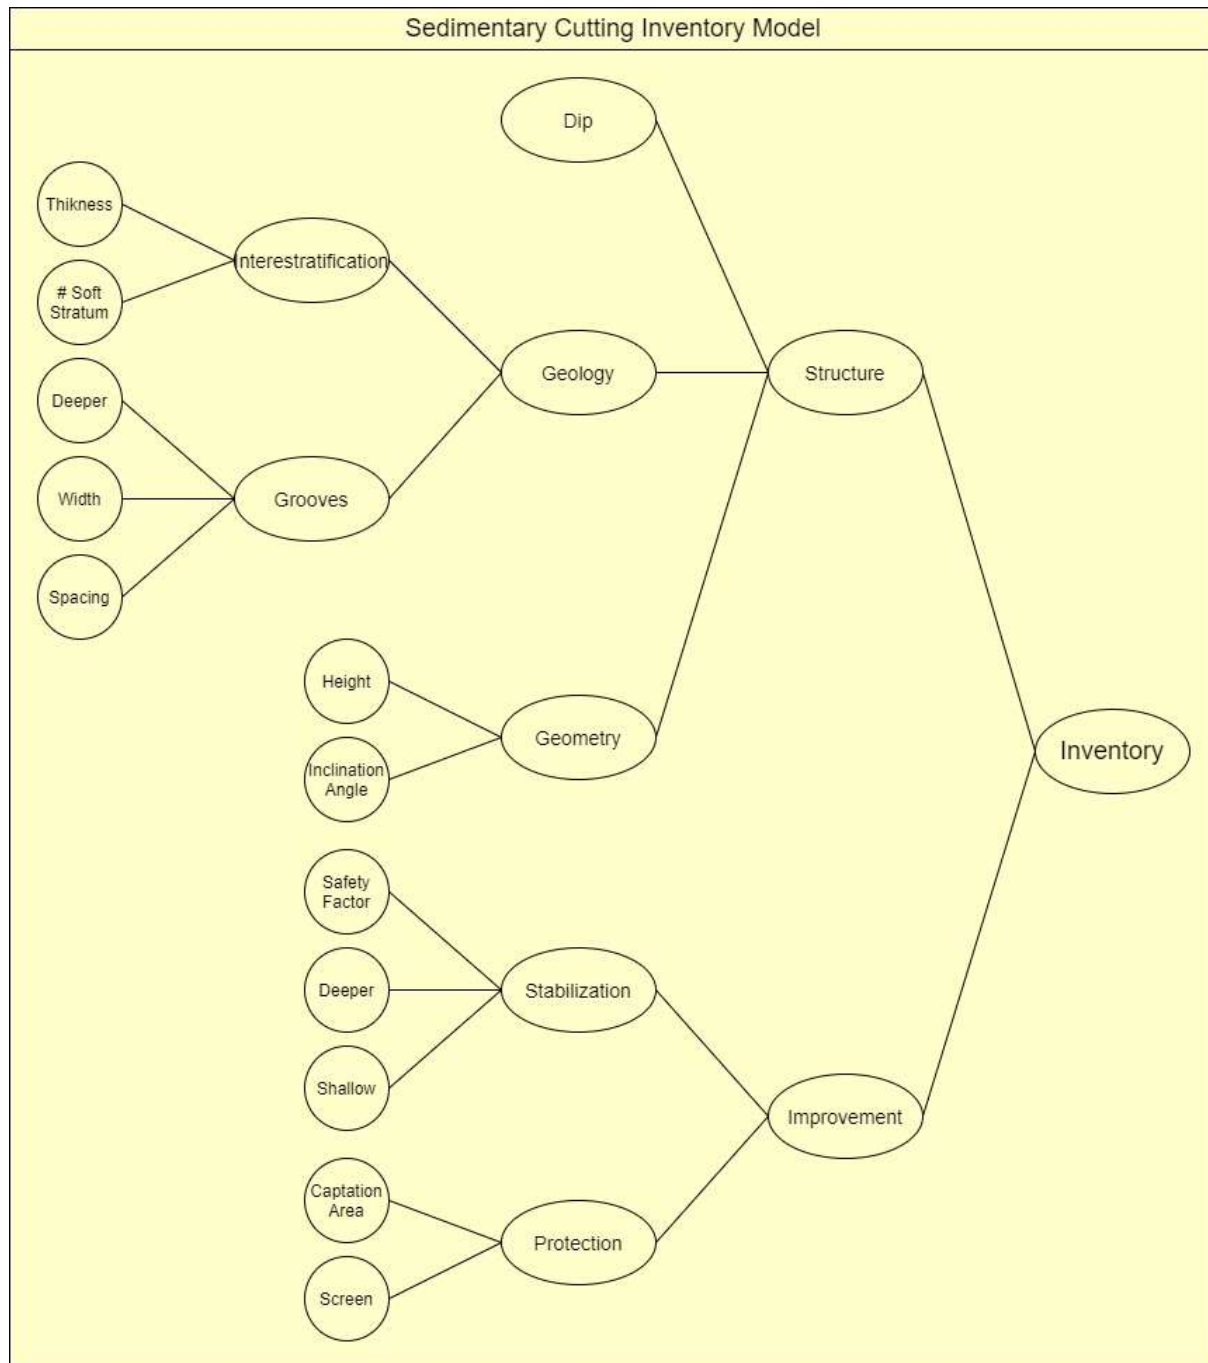 Sedimentary Cutting Inventory Model
Dip
Thikness
Interestratification
# Soft
Stratum
Geology
Structure
Deeper
Width
Grooves
Spacing
Height
Geometry
Inclination
Angle
Inventory
Safety
Factor
Deeper
Stabilization
Shallow
Improvement
Captation
Area
Protection
Screen